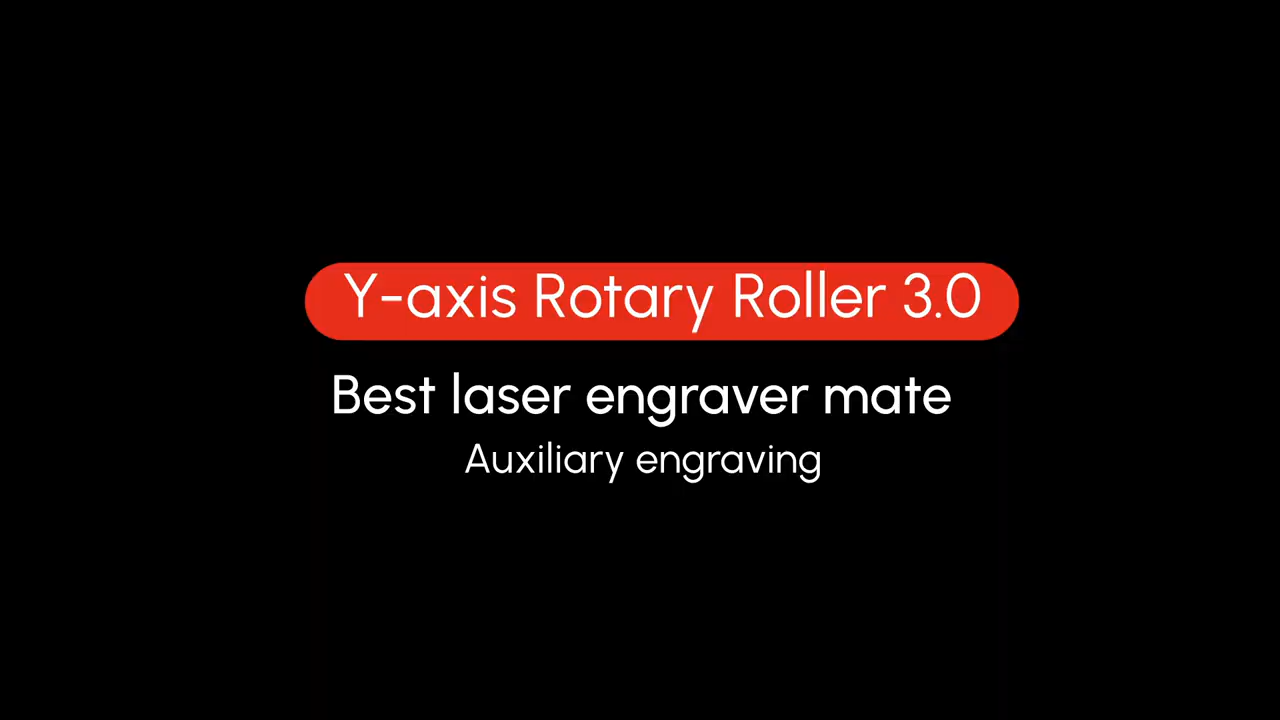 Y-axis Rotary Roller 3.0
Best laser engraver mate
Auxiliary engraving